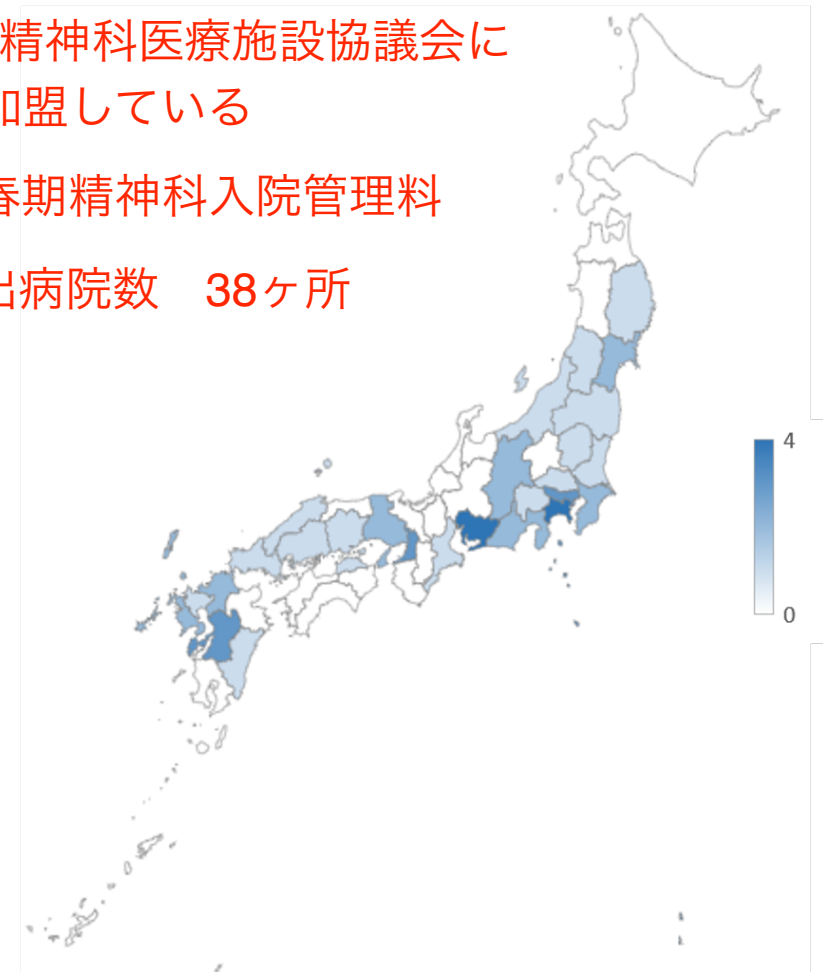 精神科医療施設協議会に
加盟している
春期精神科入院管理料
出病院数　38ヶ所
4
0